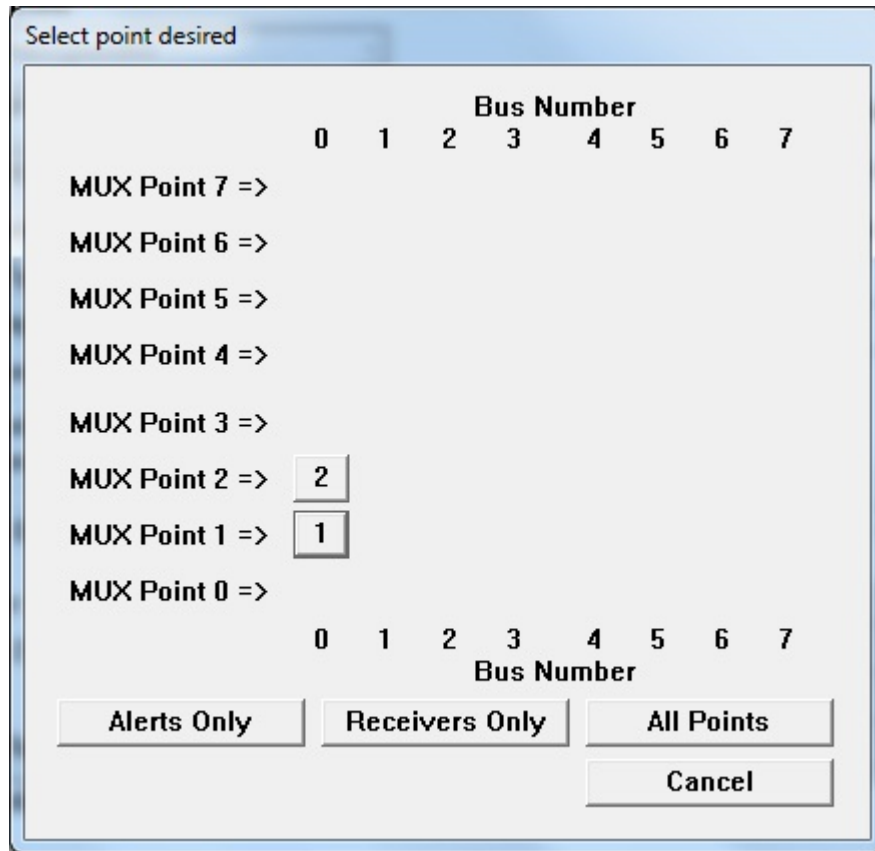 Select point desired
Bus Number
0 1 2 3 4 5 6 7
MUX Point 7 =>
MUX Point 6 =>
MUX Point 5 =>
MUX Point 4 =>
MUX Point 3 =>
MUX Point 2 => 2
MUX Point 1 => 1
MUX Point 0 =>
0 1 2 3 4 5 6 7
Bus Number
Alerts Only Receivers Only All Points
Cancel